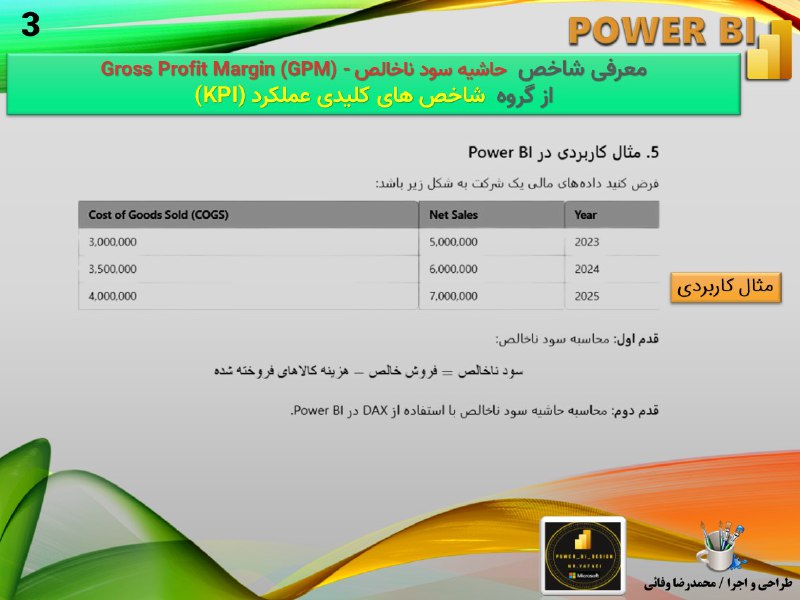 3
POWER BI
معرفی شاخص حاشیه سود ناخالص - Gross Profit Margin (GPM)
از گروه شاخص های کلیدی عملکرد (KPI)
5. مثال کاربردی در Power BI
فرض کنید داده‌های مالی یک شرکت به شکل زیر باشد:
Cost of Goods Sold (COGS) Net Sales Year
3,000,000 5,000,000 2023
3,500,000 6,000,000 2024
4,000,000 7,000,000 2025
مثال کاربردی
قدم اول: محاسبه سود ناخالص:
سود ناخالص = فروش خالص – هزینه کالاهای فروخته شده
قدم دوم: محاسبه حاشیه سود ناخالص با استفاده از DAX در Power BI.
POWER_BI_DESIGN
MR.VAFAEI
Microsoft
طراحی و اجرا / محمدرضا وفائی